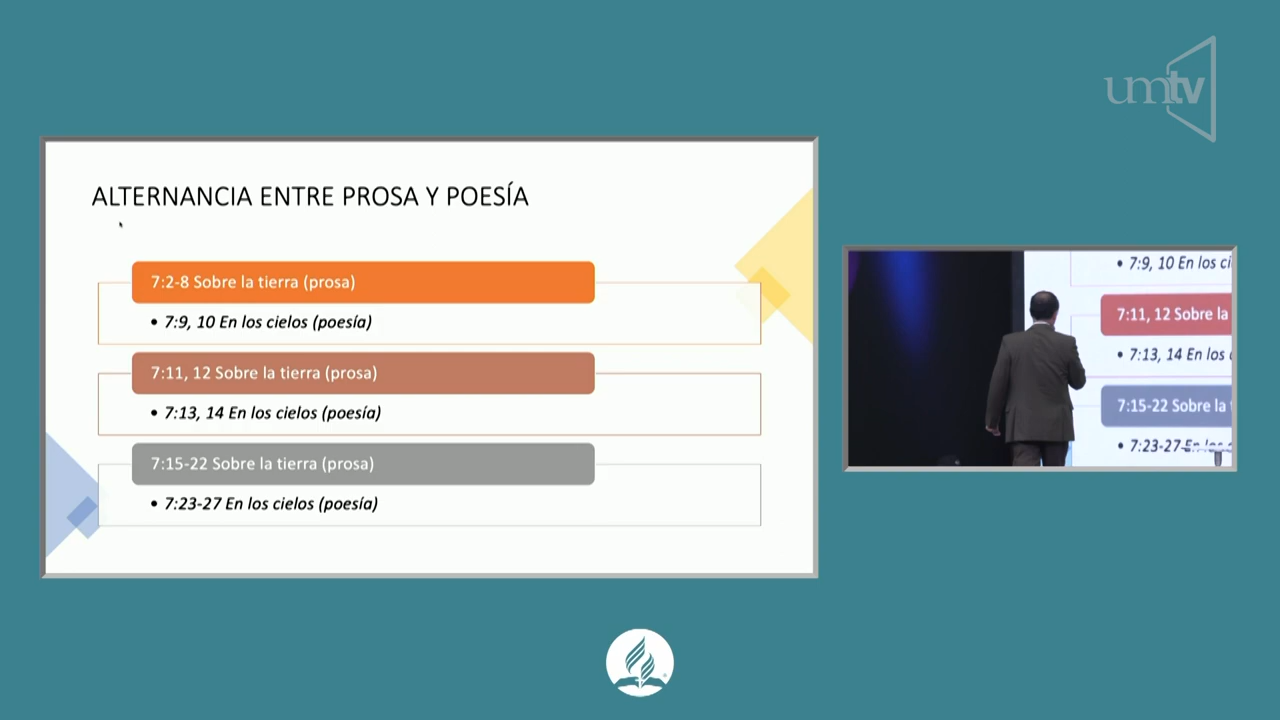 umtv
ALTERNANCIA ENTRE PROSA Y POESÍA
7:2-8 Sobre la tierra (prosa)
• 7:9, 10 En los cielos (poesía)
7:11, 12 Sobre la tierra (prosa)
• 7:13, 14 En los cielos (poesía)
7:15-22 Sobre la tierra (prosa)
• 7:23-27 En los cielos (poesía)
• 7:9, 10 En los ci
7:11, 12 Sobre la
• 7:13, 14 En los
7:15-22 Sobre la
• 7:23-27 En los